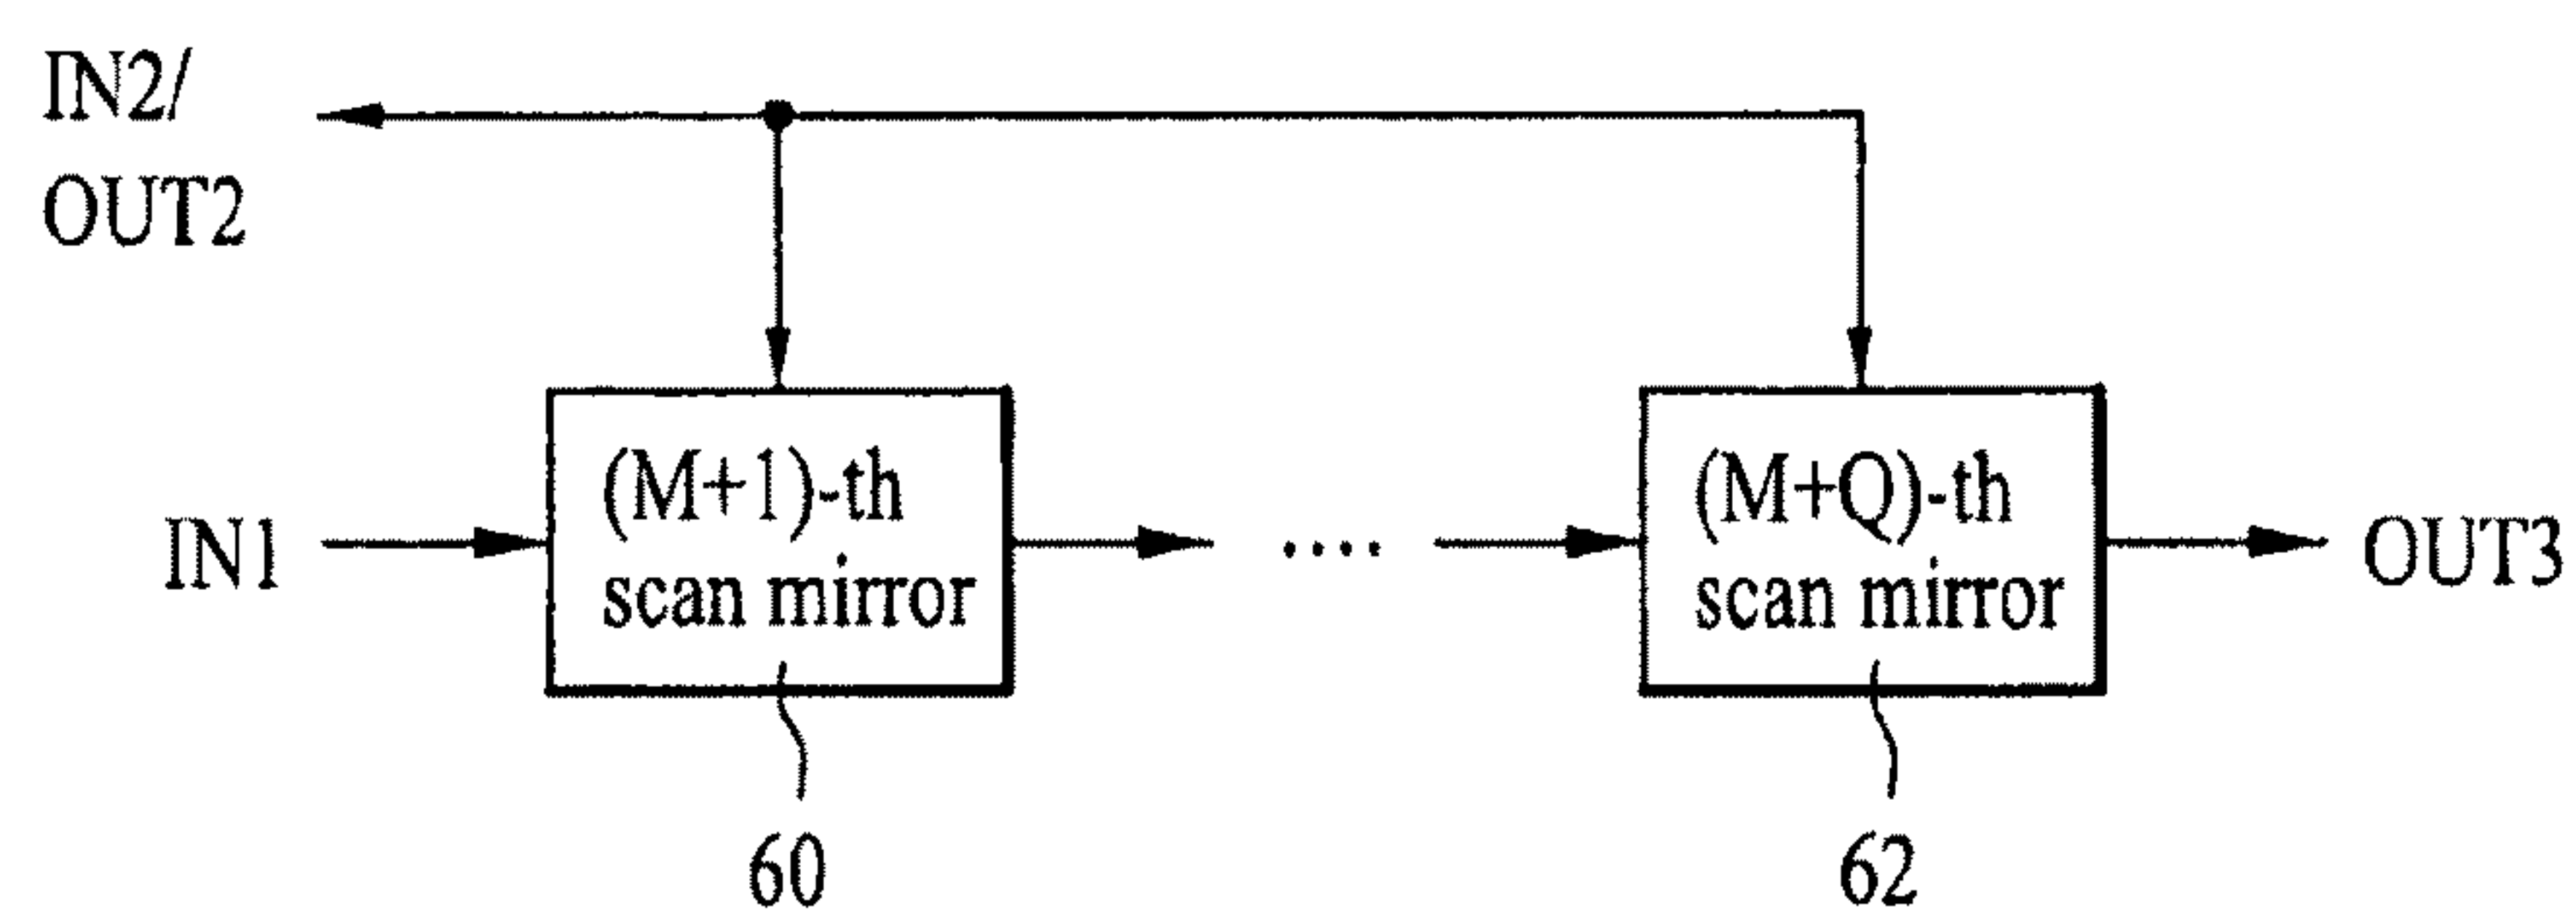 IN2/
OUT2
IN1
(M+1)-th
scan mirror
....
(M+Q)-th
scan mirror
OUT3
60
62